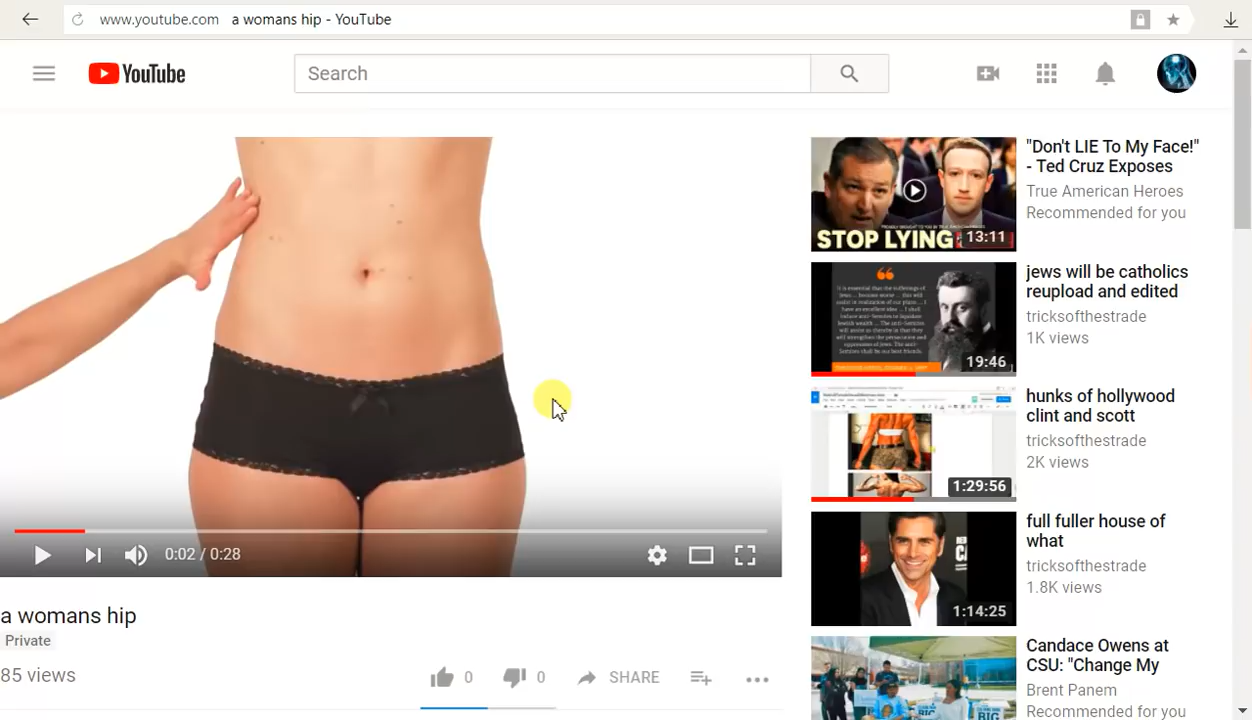 www.youtube.com a womans hip - YouTube
YouTube
Search
"Don't LIE To My Face!"
- Ted Cruz Exposes
True American Heroes
Recommended for you
STOP LYING
13:11
jews will be catholics
reupload and edited
tricksofthestrade
1K views
19:46
hunks of hollywood
clint and scott
tricksofthestrade
2K views
1:29:56
full fuller house of
what
tricksofthestrade
1.8K views
1:14:25
Candace Owens at
CSU: "Change My
Brent Panem
Recommended for you
0:02 / 0:28
a womans hip
Private
85 views
0
0
SHARE